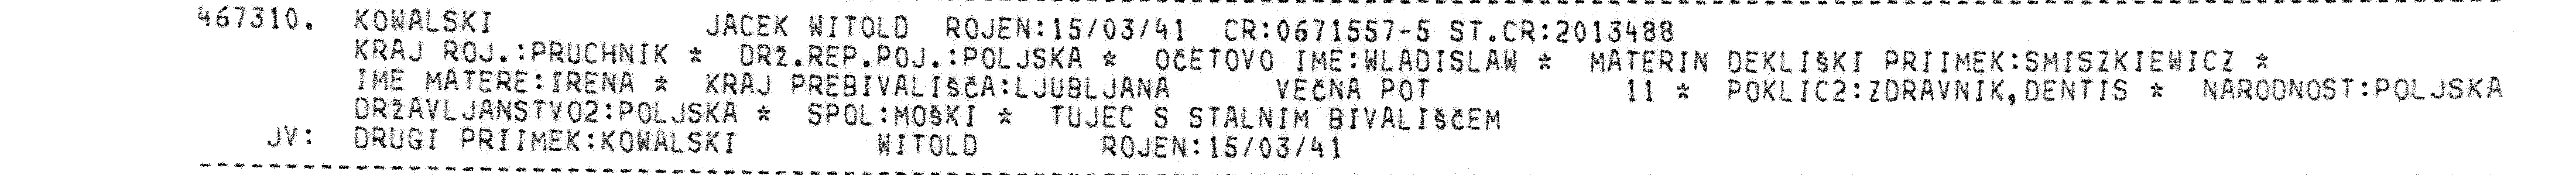 467310. KOWALSKI JACEK WITOLD ROJEN:15/03/41 CR:0671557-5 ST.CR:2013488
KRAJ ROJ.:PRUCHNIK * DRŽ.REP.POJ.:POLJSKA * OČETOVO IME:WLADISLAW * MATERIN DEKLIŠKI PRIIMEK:SMISZKIEWICZ *
IME MATERE:IRENA * KRAJ PREBIVALIŠČA:LJUBLJANA VEČNA POT 11 * POKLIC2:ZDRAVNIK,DENTIS * NARODNOST:POLJSKA
DRŽAVLJANSTVO2:POLJSKA * SPOL:MOŠKI * TUJEC S STALNIM BIVALIŠČEM
JV: DRUGI PRIIMEK:KOWALSKI WITOLD ROJEN:15/03/41